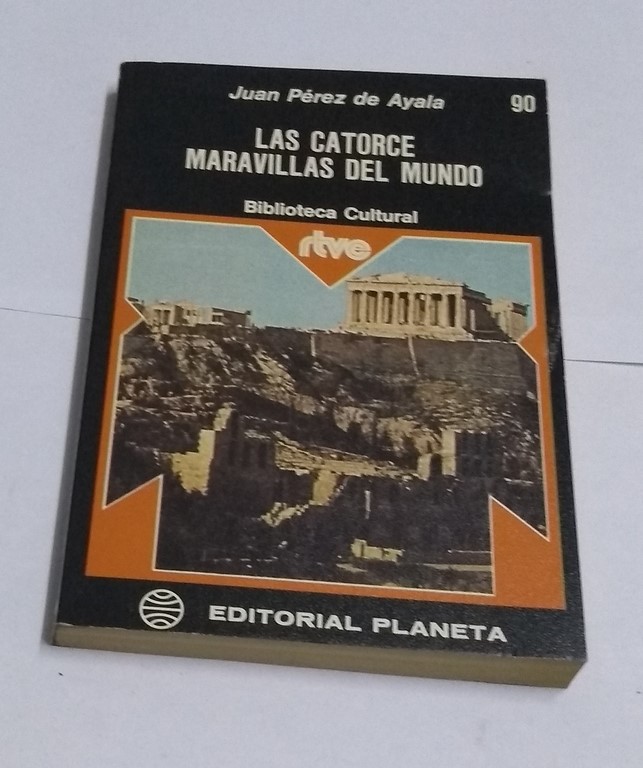 Juan Pérez de Ayala 90
LAS CATORCE
MARAVILLAS DEL MUNDO
Biblioteca Cultural
rtve
EDITORIAL PLANETA